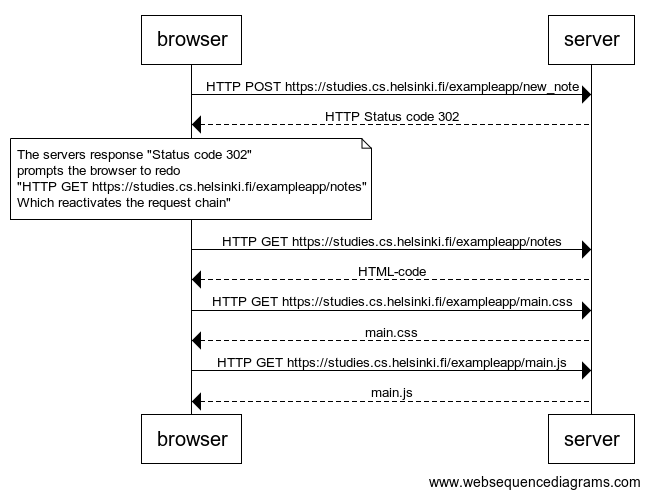 browser
server
HTTP POST https://studies.cs.helsinki.fi/exampleapp/new_note
HTTP Status code 302
The servers response "Status code 302"
prompts the browser to redo
"HTTP GET https://studies.cs.helsinki.fi/exampleapp/notes"
Which reactivates the request chain"
HTTP GET https://studies.cs.helsinki.fi/exampleapp/notes
HTML-code
HTTP GET https://studies.cs.helsinki.fi/exampleapp/main.css
main.css
HTTP GET https://studies.cs.helsinki.fi/exampleapp/main.js
main.js
browser
server
www.websequencediagrams.com